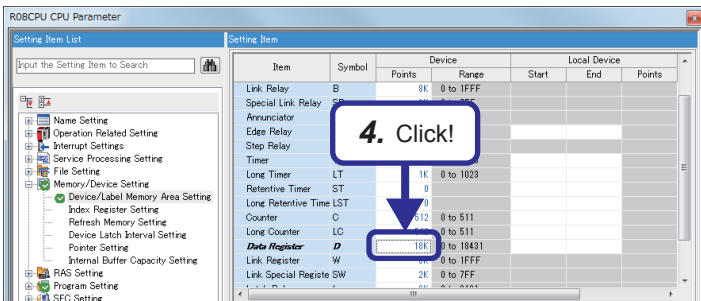 R08CPU CPU Parameter
Setting Item List
Setting Item
Input the Setting Item to Search
Item Symbol Device Local Device
Points Range Start End Points
Link Relay B 8K 0 to 1FFF
Special Link Relay
Annunciator
Edge Relay
Step Relay
Timer
Long Timer LT 1K 0 to 1023
Retentive Timer ST 0
Long Retentive Time LST 0
Counter C 512 0 to 511
Long Counter LC 0 to 511
Data Register D 18K 0 to 18431
Link Register W 0 to 1FFF
Link Special Registe SW 2K 0 to 7FF
4. Click!
Name Setting
Operation Related Setting
Interrupt Settings
Service Processing Setting
File Setting
Memory/Device Setting
Device/Label Memory Area Setting
Index Register Setting
Refresh Memory Setting
Device Latch Interval Setting
Pointer Setting
Internal Buffer Capacity Setting
RAS Setting
Program Setting
SFC Setting